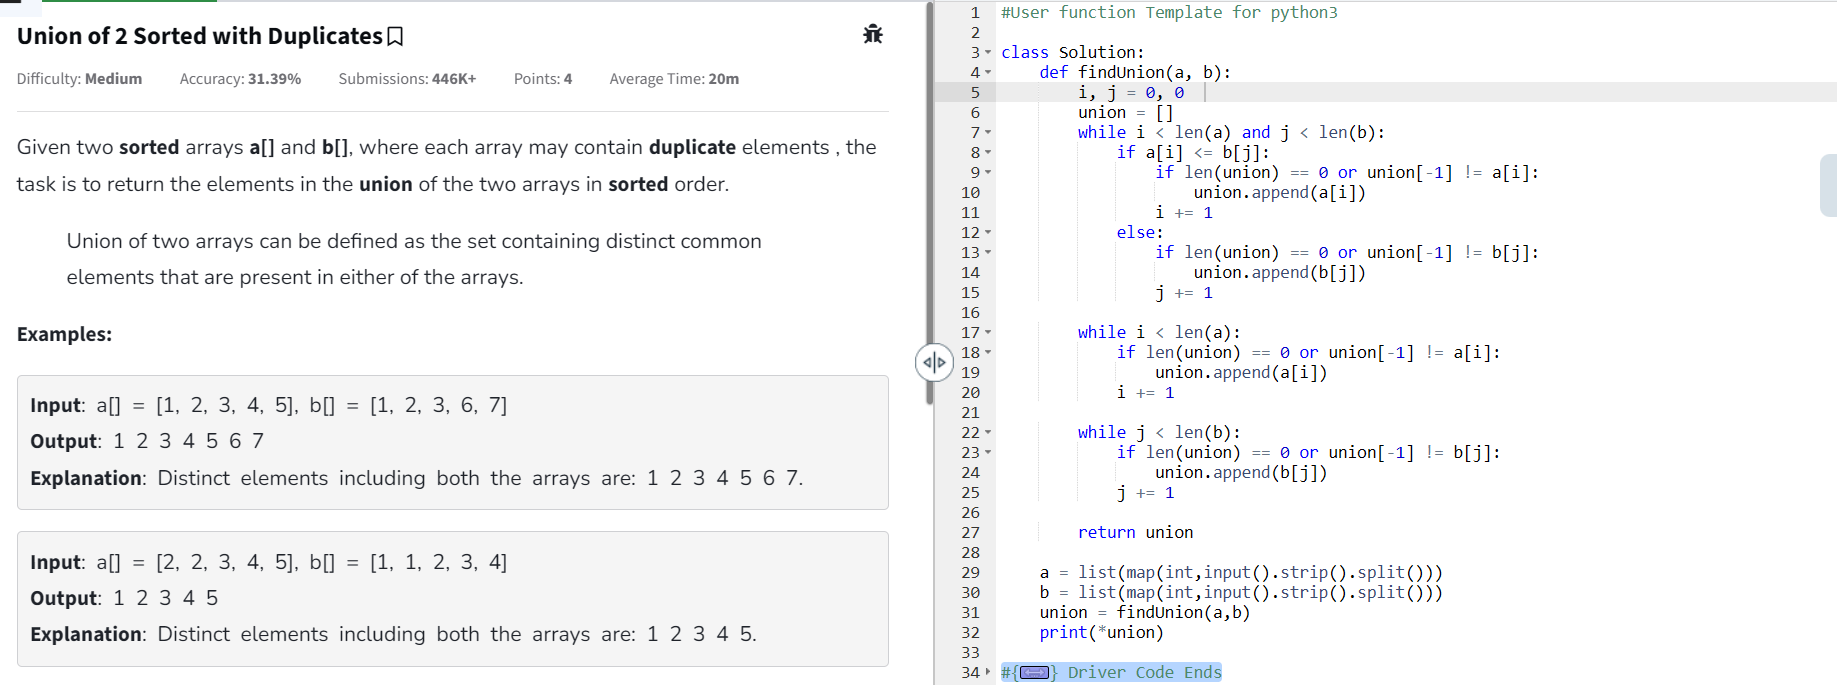 Union of 2 Sorted with Duplicates
Difficulty: Medium Accuracy: 31.39% Submissions: 446K+ Points: 4 Average Time: 20m
Given two sorted arrays a[] and b[], where each array may contain duplicate elements , the
task is to return the elements in the union of the two arrays in sorted order.
Union of two arrays can be defined as the set containing distinct common
elements that are present in either of the arrays.
Examples:
Input: a[] = [1, 2, 3, 4, 5], b[] = [1, 2, 3, 6, 7]
Output: 1 2 3 4 5 6 7
Explanation: Distinct elements including both the arrays are: 1 2 3 4 5 6 7.
Input: a[] = [2, 2, 3, 4, 5], b[] = [1, 1, 2, 3, 4]
Output: 1 2 3 4 5
Explanation: Distinct elements including both the arrays are: 1 2 3 4 5.
1 #User function Template for python3
2
3 class Solution:
4     def findUnion(a, b):
5         i, j = 0, 0
6         union = []
7         while i < len(a) and j < len(b):
8             if a[i] <= b[j]:
9                 if len(union) == 0 or union[-1] != a[i]:
10                     union.append(a[i])
11                 i += 1
12             else:
13                 if len(union) == 0 or union[-1] != b[j]:
14                     union.append(b[j])
15                 j += 1
16
17         while i < len(a):
18             if len(union) == 0 or union[-1] != a[i]:
19                 union.append(a[i])
20             i += 1
21
22         while j < len(b):
23             if len(union) == 0 or union[-1] != b[j]:
24                 union.append(b[j])
25             j += 1
26
27         return union
28
29     a = list(map(int,input().strip().split()))
30     b = list(map(int,input().strip().split()))
31     union = findUnion(a,b)
32     print(*union)
33
34 #{} Driver Code Ends